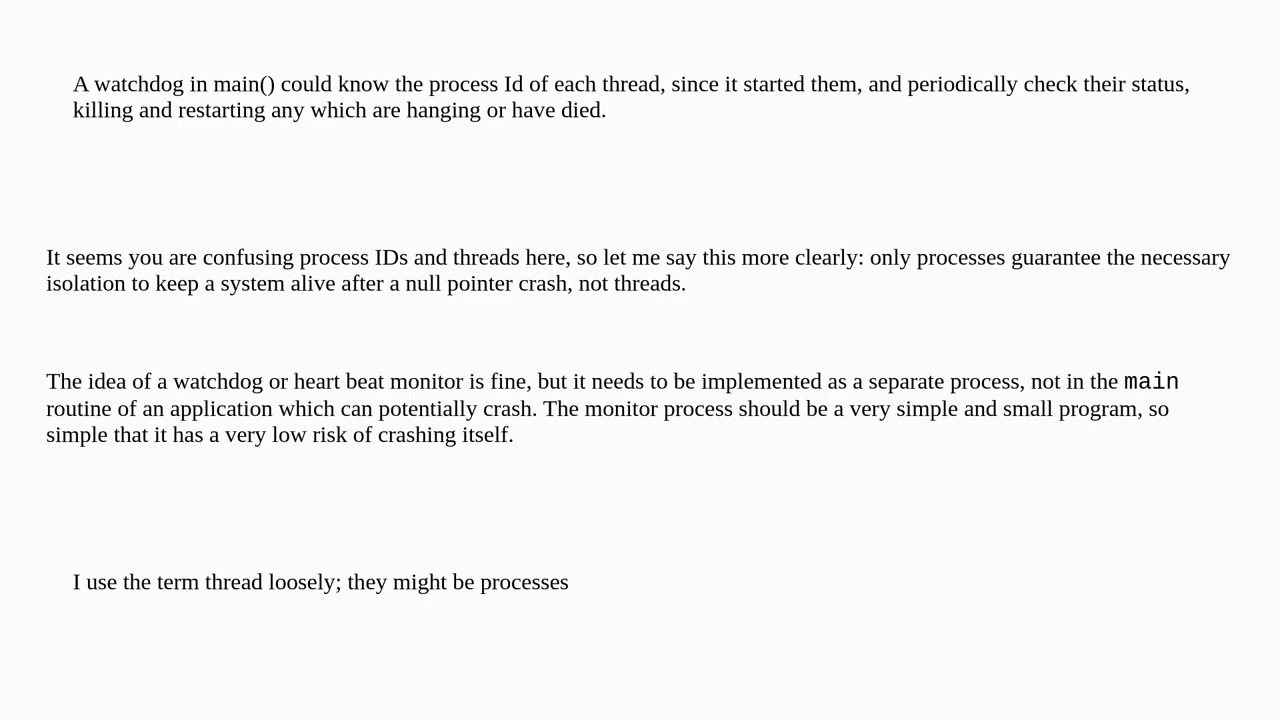 A watchdog in main() could know the process Id of each thread, since it started them, and periodically check their status,
killing and restarting any which are hanging or have died.
It seems you are confusing process IDs and threads here, so let me say this more clearly: only processes guarantee the necessary
isolation to keep a system alive after a null pointer crash, not threads.
The idea of a watchdog or heart beat monitor is fine, but it needs to be implemented as a separate process, not in the main
routine of an application which can potentially crash. The monitor process should be a very simple and small program, so
simple that it has a very low risk of crashing itself.
I use the term thread loosely; they might be processes